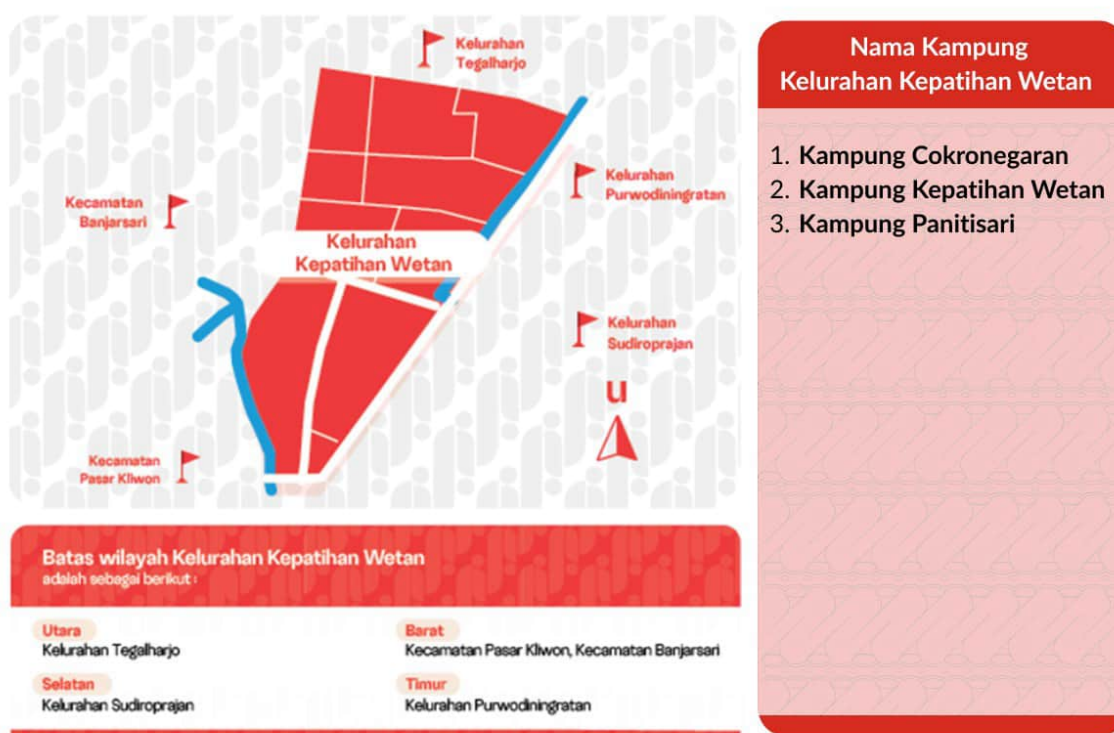 Kelurahan
Tegalharjo
Kecamatan
Banjarsari
Kelurahan
Purwodiningratan
Kelurahan
Kepatihan Wetan
Kelurahan
Sudiroprajan
u
Kecamatan
Pasar Kliwon
Batas wilayah Kelurahan Kepatihan Wetan
adalah sebagai berikut :
Utara
Kelurahan Tegalharjo
Barat
Kecamatan Pasar Kliwon, Kecamatan Banjarsari
Selatan
Kelurahan Sudiroprajan
Timur
Kelurahan Purwodiningratan
Nama Kampung
Kelurahan Kepatihan Wetan
1. Kampung Cokronegaran
2. Kampung Kepatihan Wetan
3. Kampung Panitisari